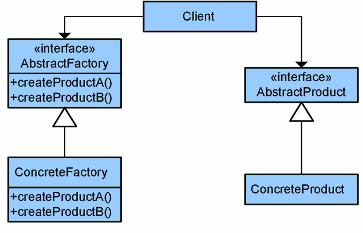 Client
«interface»
AbstractFactory
+createProductA()
+createProductB()
«interface»
AbstractProduct
ConcreteFactory
+createProductA()
+createProductB()
ConcreteProduct